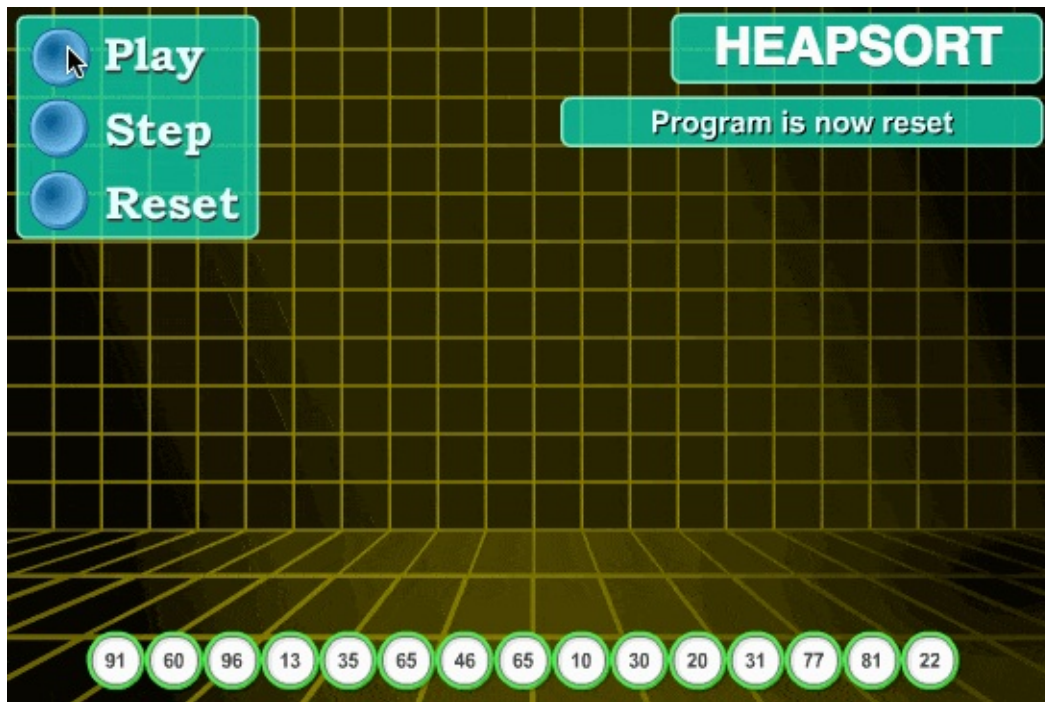 Play
Step
Reset
HEAPSORT
Program is now reset
91 60 96 13 35 65 46 65 10 30 20 31 77 81 22